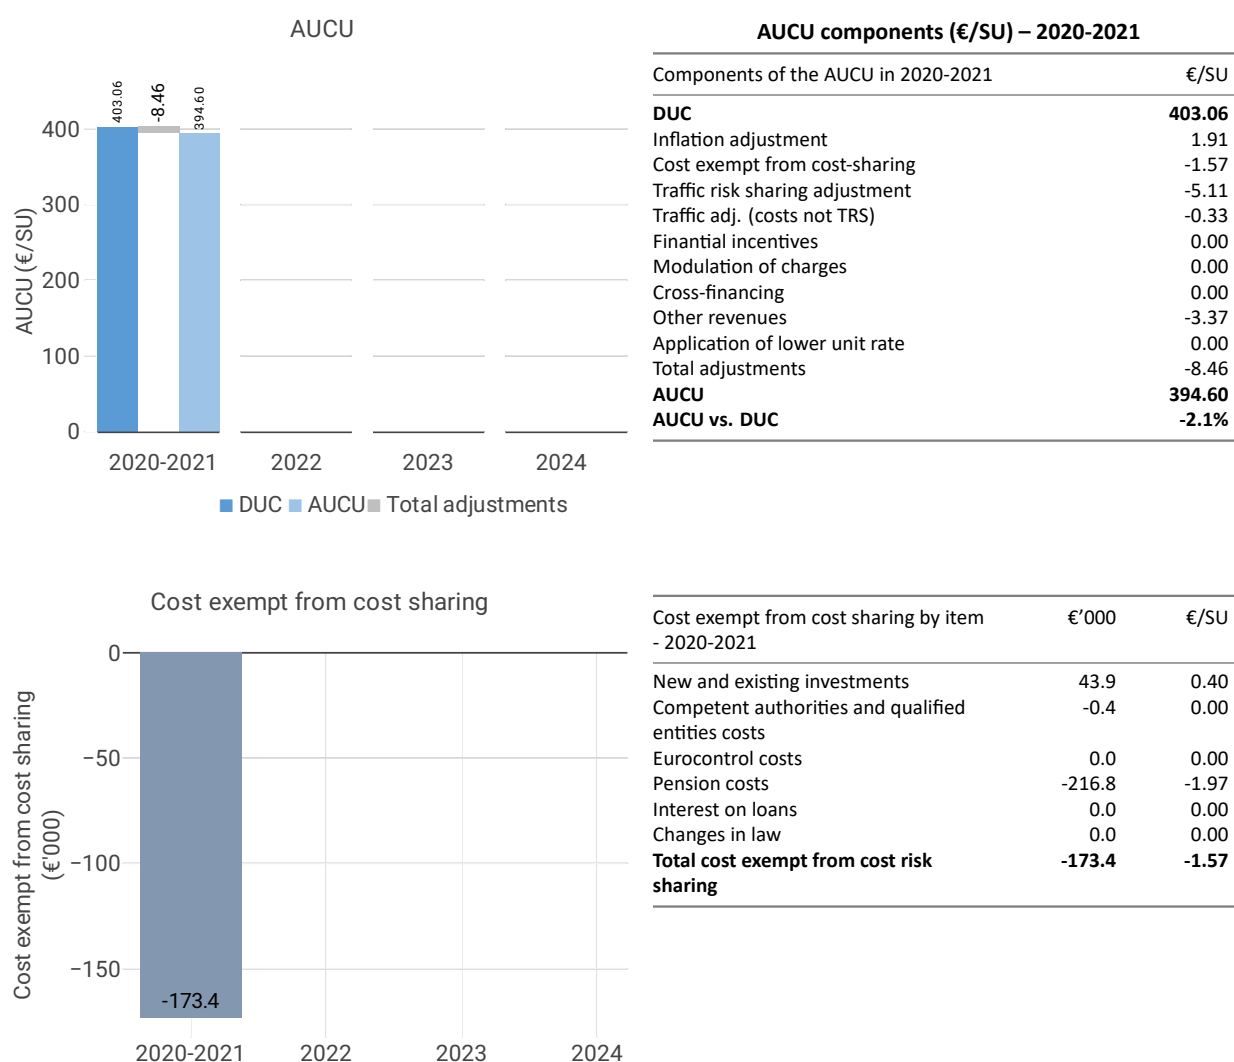 AUCU
403.06
-8.46
394.60
400
300
200
100
0
AUCU (€/SU)
2020-2021 2022 2023 2024
DUC AUCU Total adjustments
AUCU components (€/SU) – 2020-2021
Components of the AUCU in 2020-2021 €/SU
DUC 403.06
Inflation adjustment 1.91
Cost exempt from cost-sharing -1.57
Traffic risk sharing adjustment -5.11
Traffic adj. (costs not TRS) -0.33
Finantial incentives 0.00
Modulation of charges 0.00
Cross-financing 0.00
Other revenues -3.37
Application of lower unit rate 0.00
Total adjustments -8.46
AUCU 394.60
AUCU vs. DUC -2.1%
Cost exempt from cost sharing
0
−50
−100
−150
Cost exempt from cost sharing
(€'000)
-173.4
2020-2021 2022 2023 2024
Cost exempt from cost sharing by item €’000 €/SU
- 2020-2021
New and existing investments 43.9 0.40
Competent authorities and qualified -0.4 0.00
entities costs
Eurocontrol costs 0.0 0.00
Pension costs -216.8 -1.97
Interest on loans 0.0 0.00
Changes in law 0.0 0.00
Total cost exempt from cost risk -173.4 -1.57
sharing